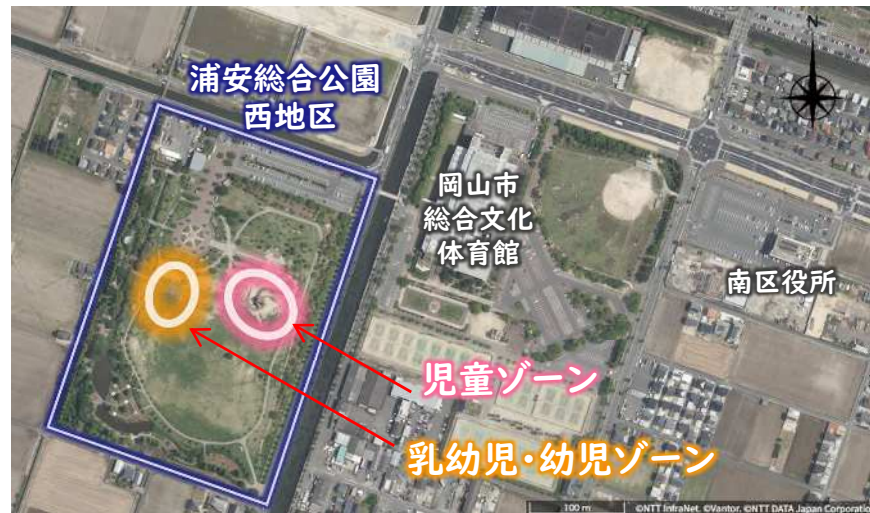 浦安総合公園
西地区
N
岡山市
総合文化
体育館
南区役所
児童ゾーン
乳幼児・幼児ゾーン
100 m
©NTT InfraNet. ©Vantor. ©NTT DATA Japan Corporatio